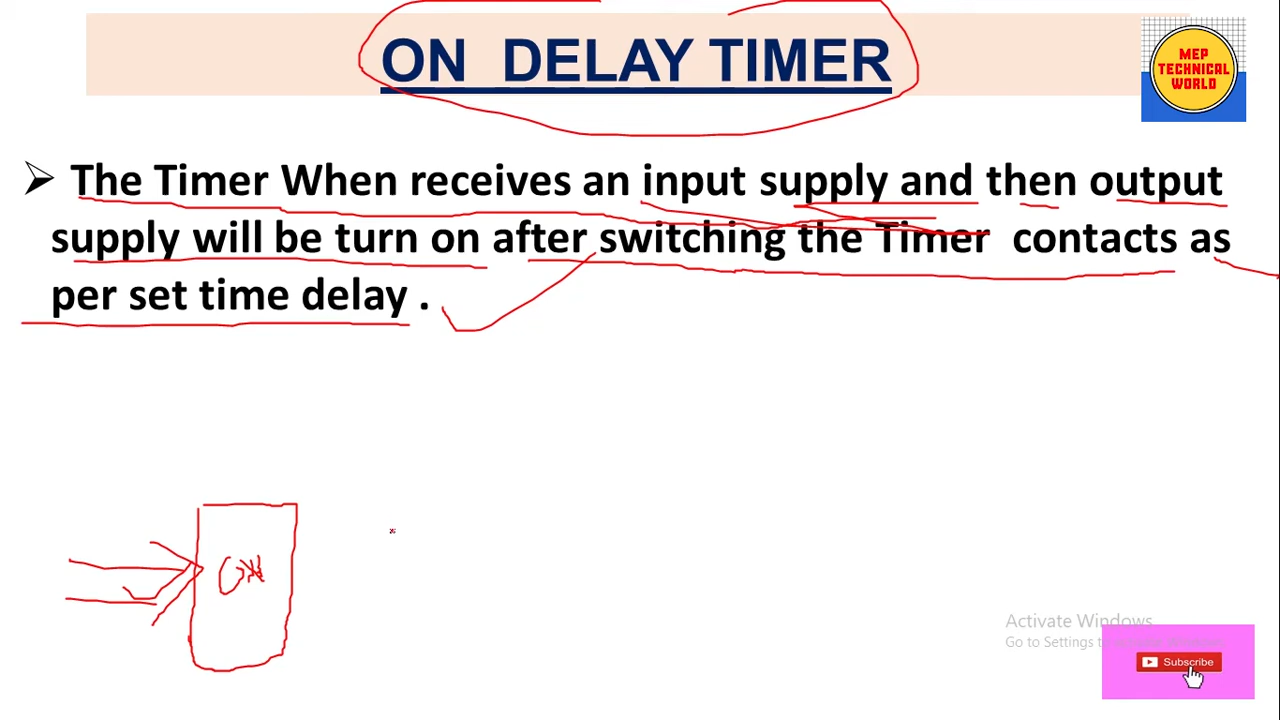 ON DELAY TIMER
MEP
TECHNICAL
WORLD
➢ The Timer When receives an input supply and then output
supply will be turn on after switching the Timer contacts as
per set time delay .
ON
Activate Windows
Go to Settings to
Subscribe